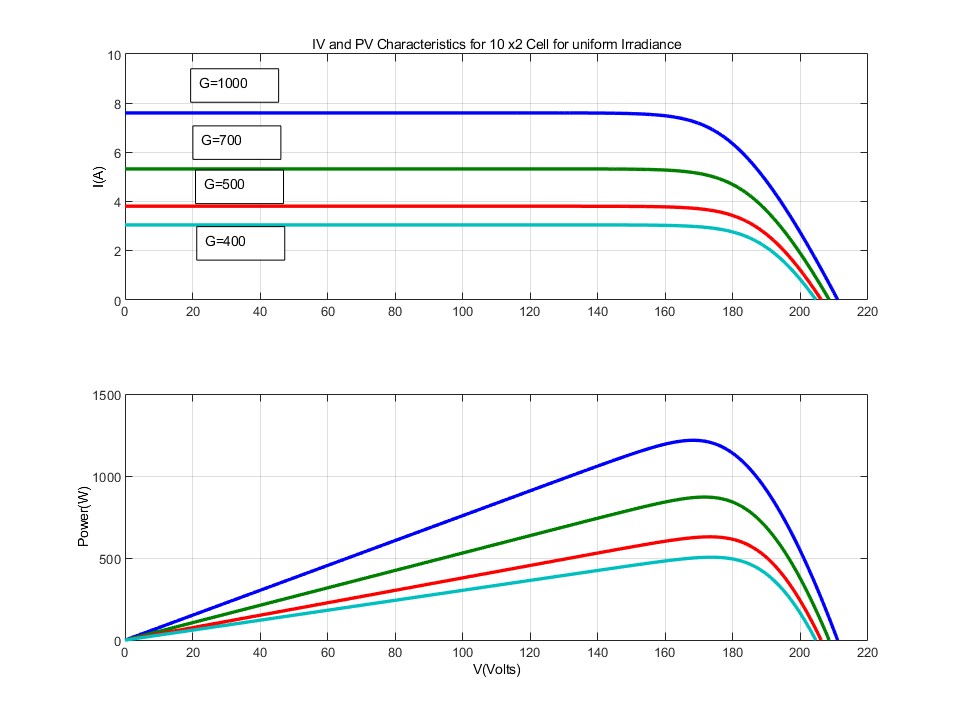 IV and PV Characteristics for 10 x2 Cell for uniform Irradiance
10
8
6
4
2
0
I(A)
G=1000
G=700
G=500
G=400
0 20 40 60 80 100 120 140 160 180 200 220
1500
1000
500
0
Power(W)
0 20 40 60 80 100 120 140 160 180 200 220
V(Volts)